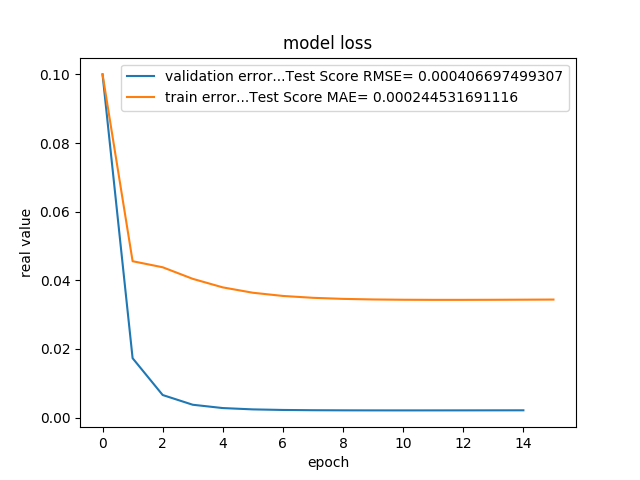 model loss
validation error...Test Score RMSE= 0.000406697499307
train error...Test Score MAE= 0.000244531691116
real value
0.10
0.08
0.06
0.04
0.02
0.00
0 2 4 6 8 10 12 14
epoch